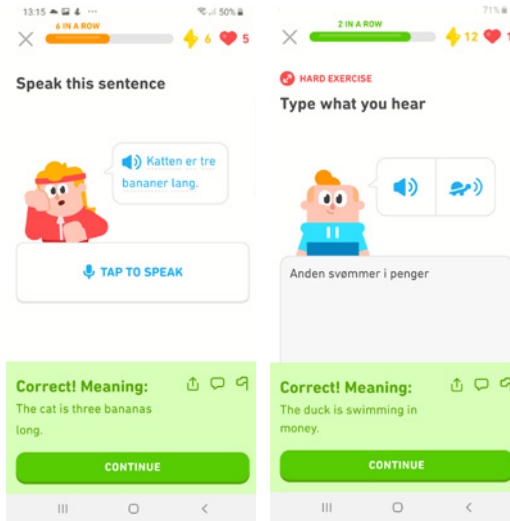 13:15 50%
6 IN A ROW
6 5
Speak this sentence
Katten er tre
bananer lang.
TAP TO SPEAK
Correct! Meaning:
The cat is three bananas
long.
CONTINUE
71%
2 IN A ROW
12 1
HARD EXERCISE
Type what you hear
Anden svømmer i penger
Correct! Meaning:
The duck is swimming in
money.
CONTINUE